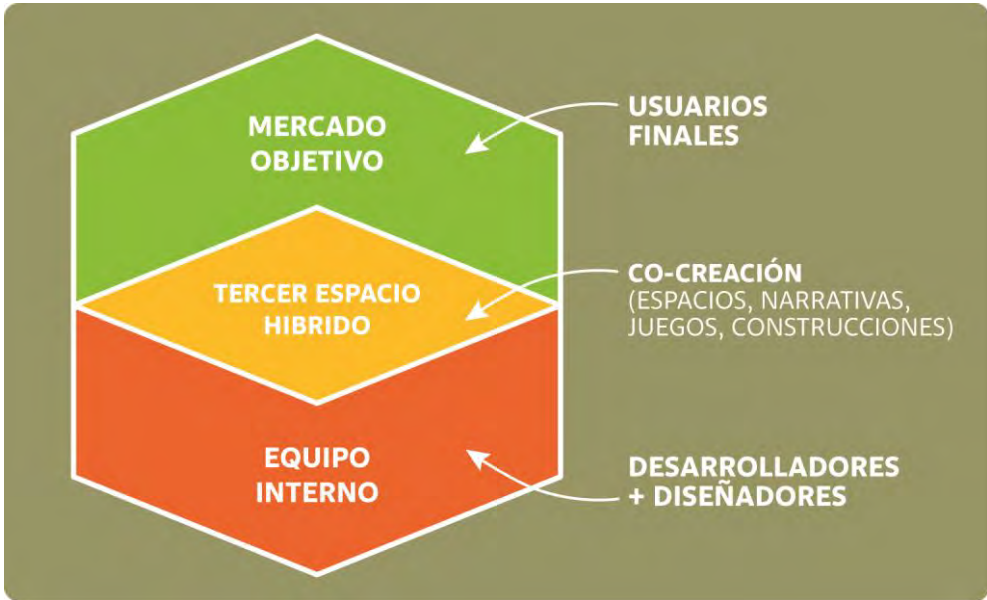 MERCADO
OBJETIVO
USUARIOS
FINALES
TERCER ESPACIO
HIBRIDO
CO-CREACIÓN
(ESPACIOS, NARRATIVAS,
JUEGOS, CONSTRUCCIONES)
EQUIPO
INTERNO
DESARROLLADORES
+ DISEÑADORES